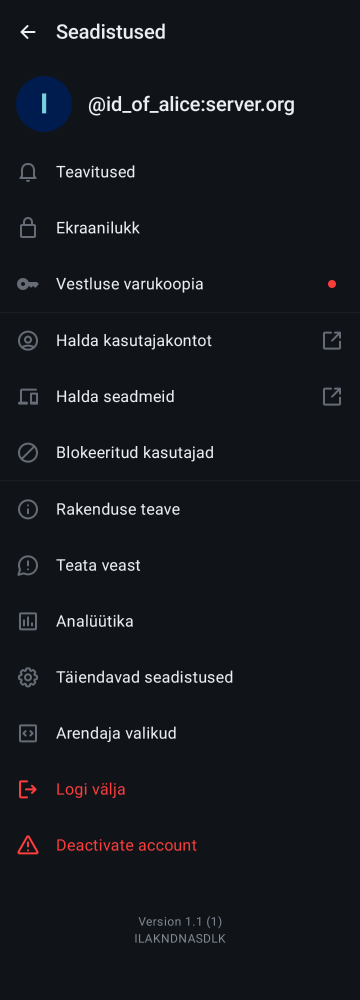 Seadistused
I
@id_of_alice:server.org
Teavitused
Ekraanilukk
Vestluse varukoopia
Halda kasutajakontot
Halda seadmeid
Blokeeritud kasutajad
Rakenduse teave
Teata veast
Analüütika
Täiendavad seadistused
Arendaja valikud
Logi välja
Deactivate account
Version 1.1 (1)
ILAKNDNASDLK